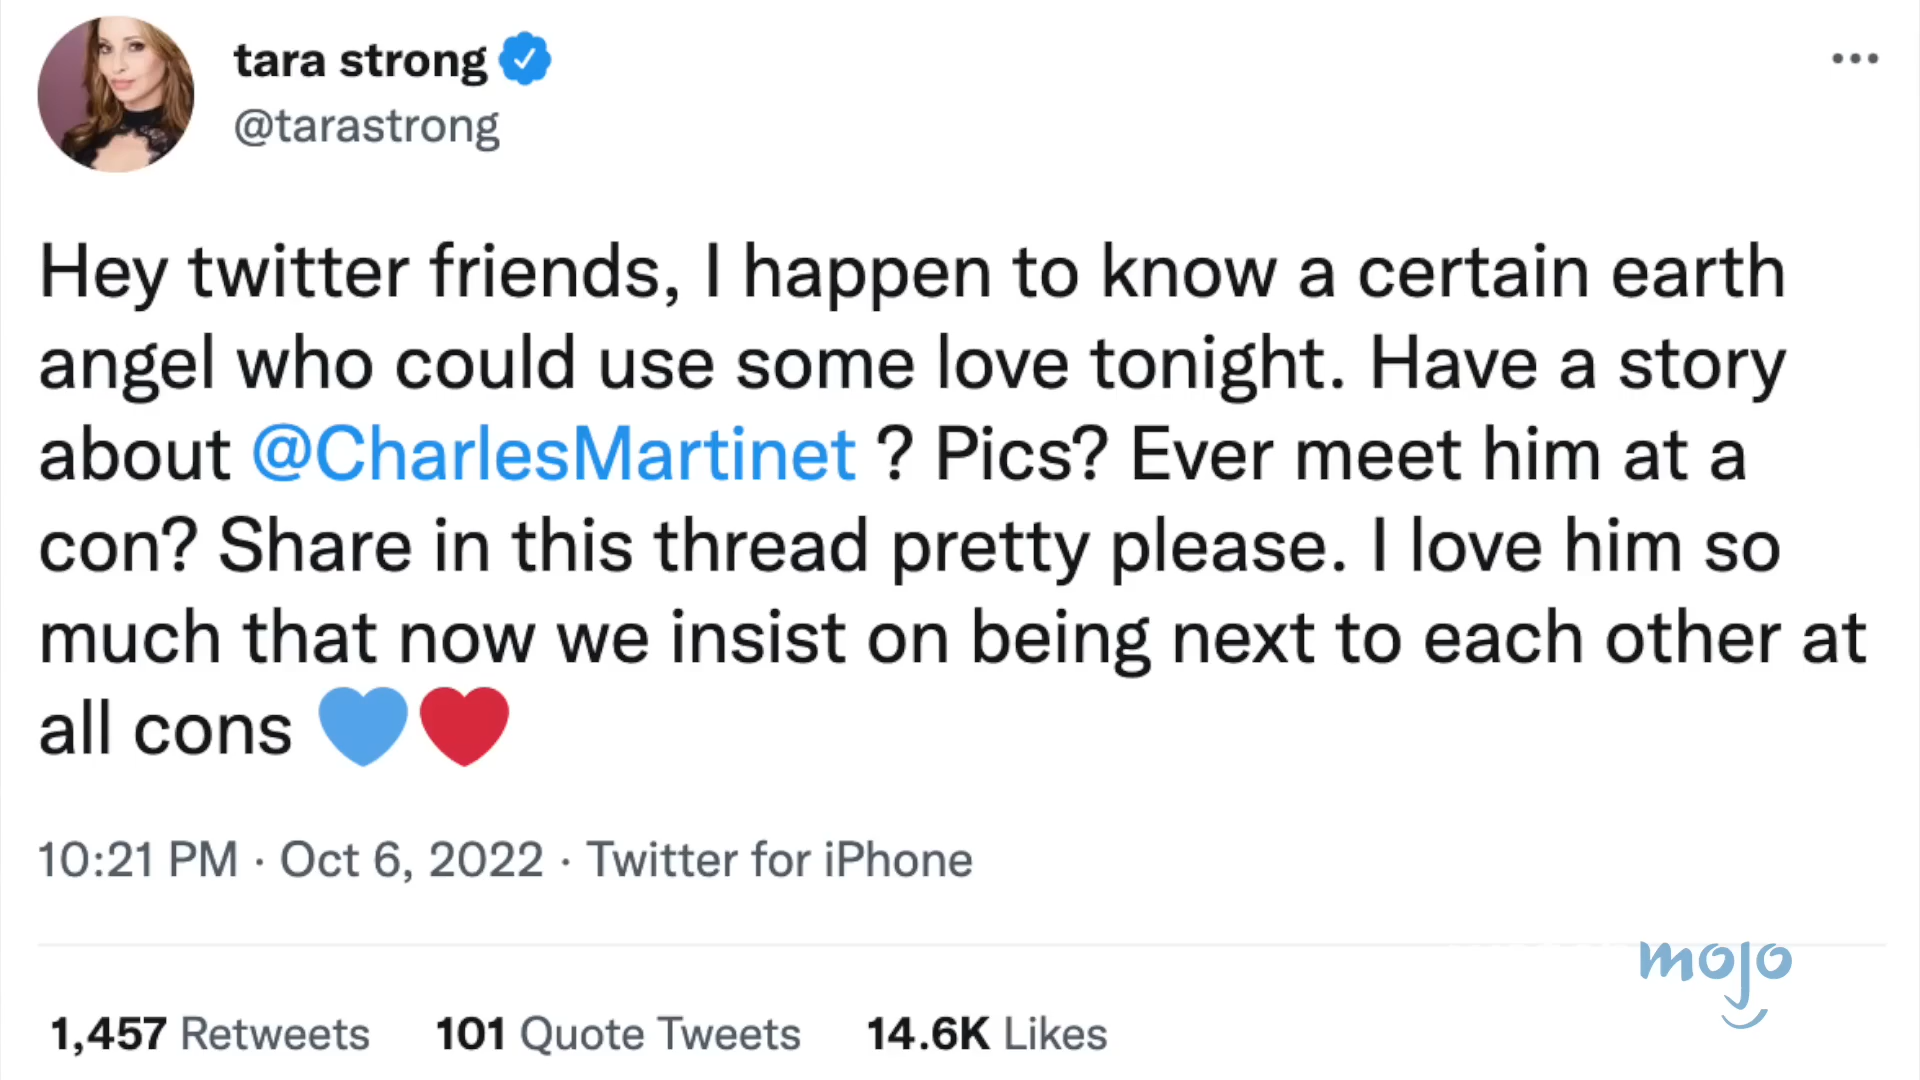 tara strong
@tarastrong
Hey twitter friends, I happen to know a certain earth
angel who could use some love tonight. Have a story
about @CharlesMartinet ? Pics? Ever meet him at a
con? Share in this thread pretty please. I love him so
much that now we insist on being next to each other at
all cons 💙❤️
10:21 PM · Oct 6, 2022 · Twitter for iPhone
mojo
1,457 Retweets 101 Quote Tweets 14.6K Likes